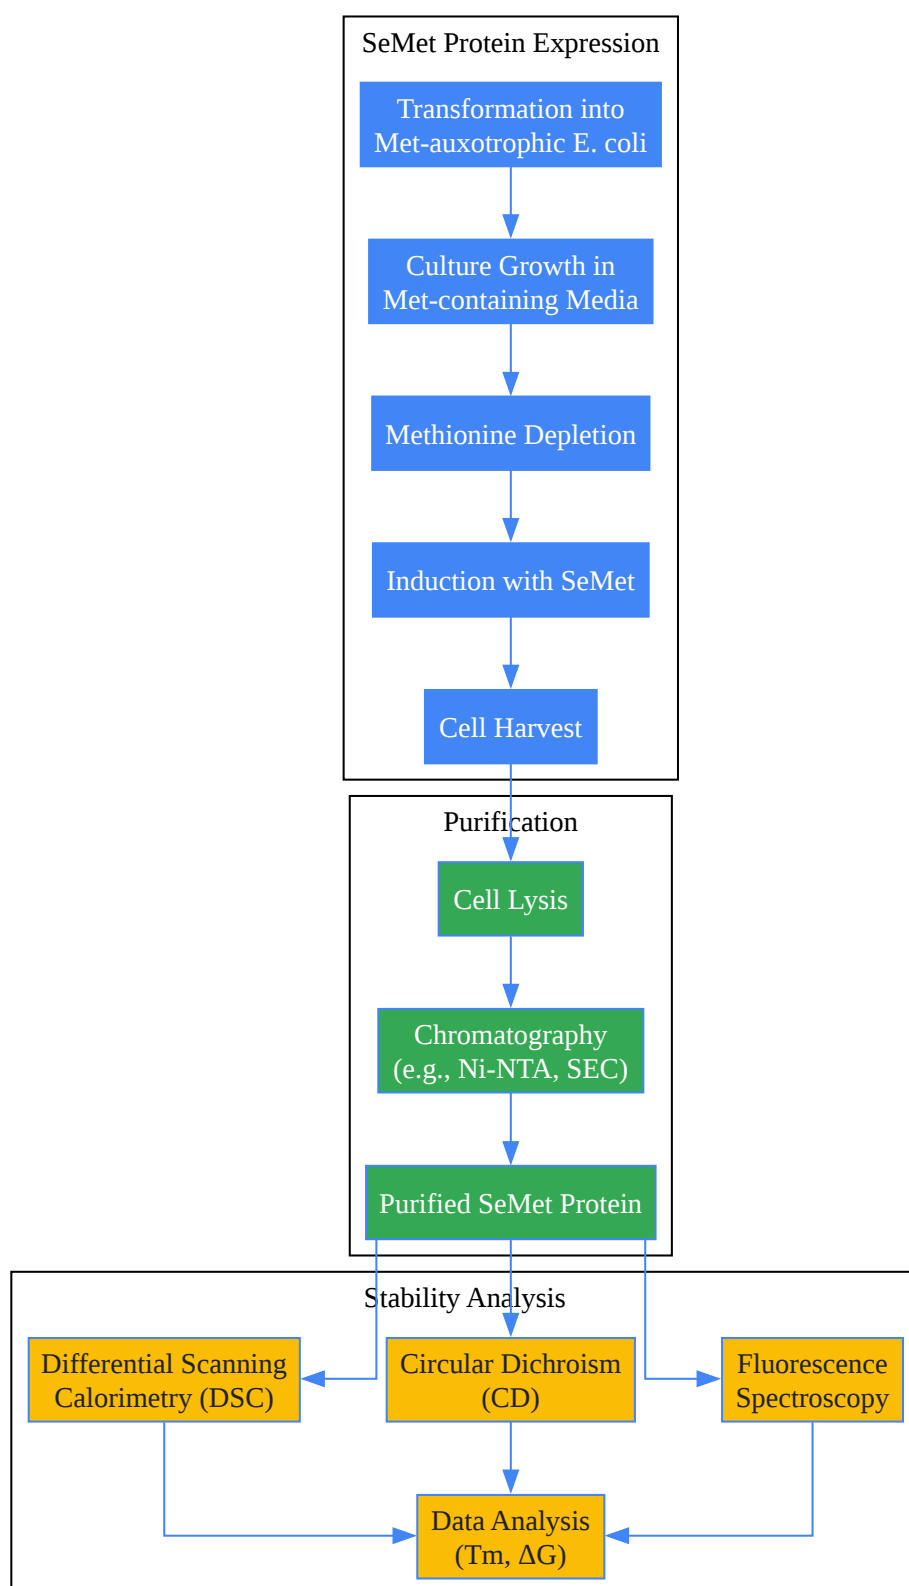 SeMet Protein Expression
Transformation into
Met-auxotrophic E. coli
Culture Growth in
Met-containing Media
Methionine Depletion
Induction with SeMet
Cell Harvest
Purification
Cell Lysis
Chromatography
(e.g., Ni-NTA, SEC)
Purified SeMet Protein
Stability Analysis
Differential Scanning
Calorimetry (DSC)
Circular Dichroism
(CD)
Fluorescence
Spectroscopy
Data Analysis
(Tm, ΔG)